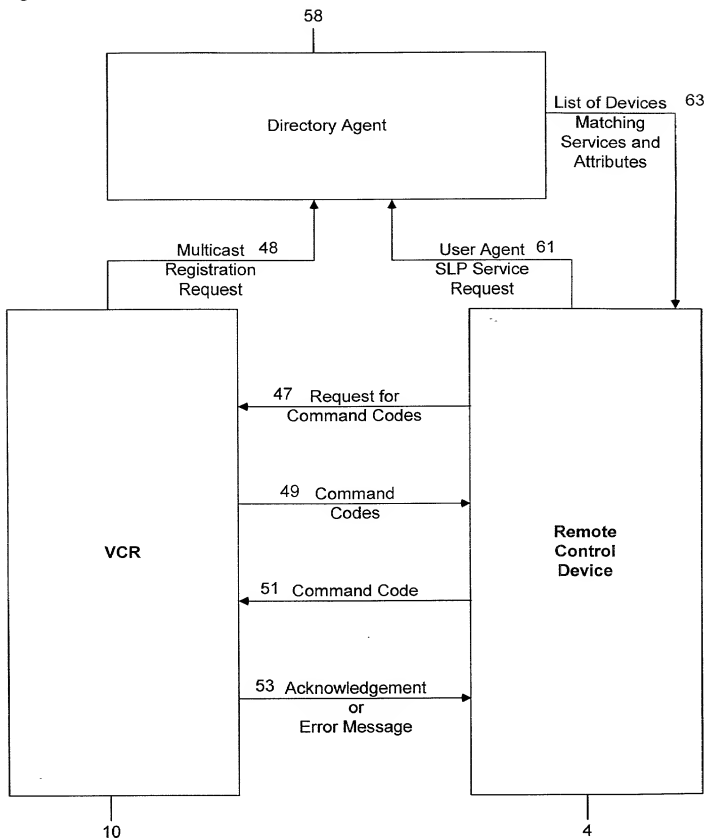 58
Directory Agent
List of Devices 63
Matching
Services and
Attributes
Multicast 48
Registration
Request
User Agent 61
SLP Service
Request
47 Request for
Command Codes
49 Command
Codes
VCR
Remote
Control
Device
51 Command Code
53 Acknowledgement
or
Error Message
10
4